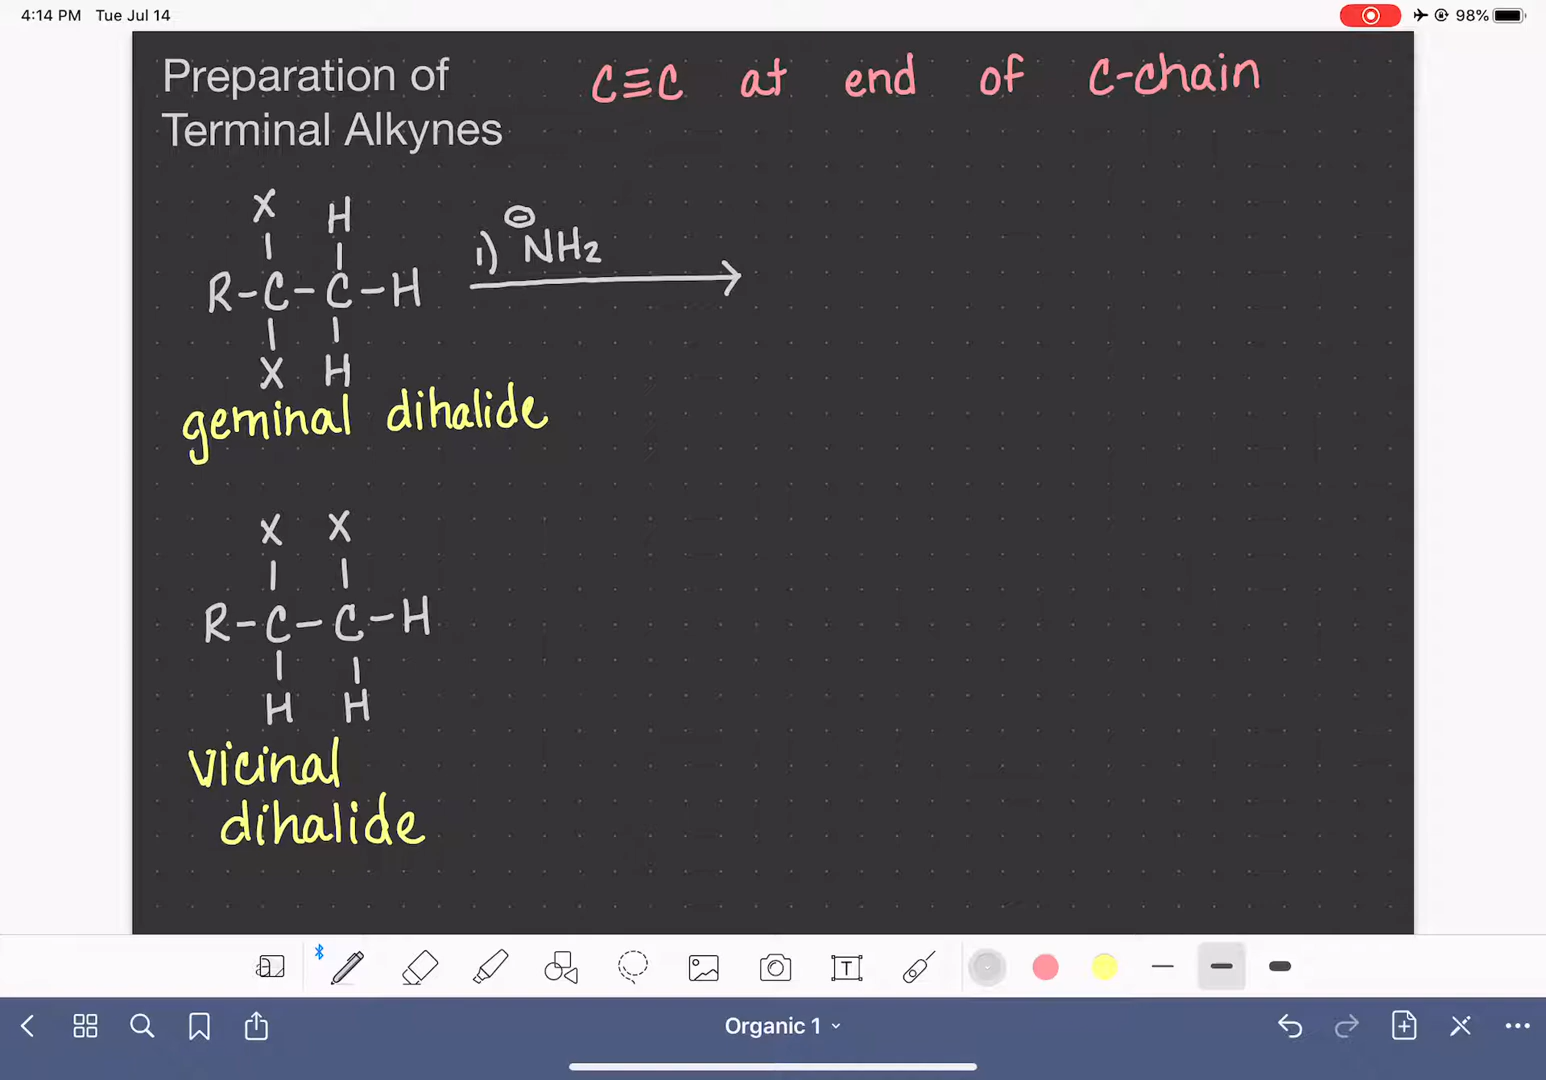 4:14 PM Tue Jul 14
98%
Preparation of
Terminal Alkynes
C≡C at end of C-chain
X H
R-C-C-H
X H
1) ⊖NH₂
geminal dihalide
X X
R-C-C-H
H H
vicinal
dihalide
Organic 1